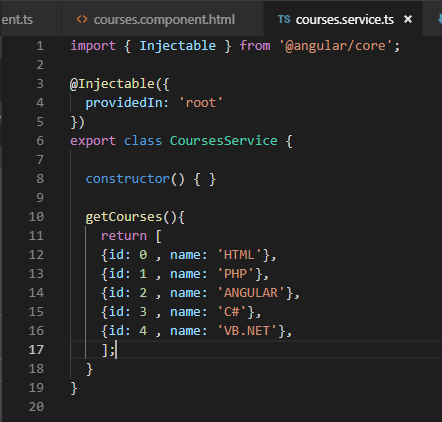 ent.ts
<> courses.component.html
TS courses.service.ts ×
1 import { Injectable } from '@angular/core';
2
3 @Injectable({
4 providedIn: 'root'
5 })
6 export class CoursesService {
7
8 constructor() { }
9
10 getCourses(){
11 return [
12 {id: 0 , name: 'HTML'},
13 {id: 1 , name: 'PHP'},
14 {id: 2 , name: 'ANGULAR'},
15 {id: 3 , name: 'C#'},
16 {id: 4 , name: 'VB.NET'},
17 ];
18 }
19 }
20